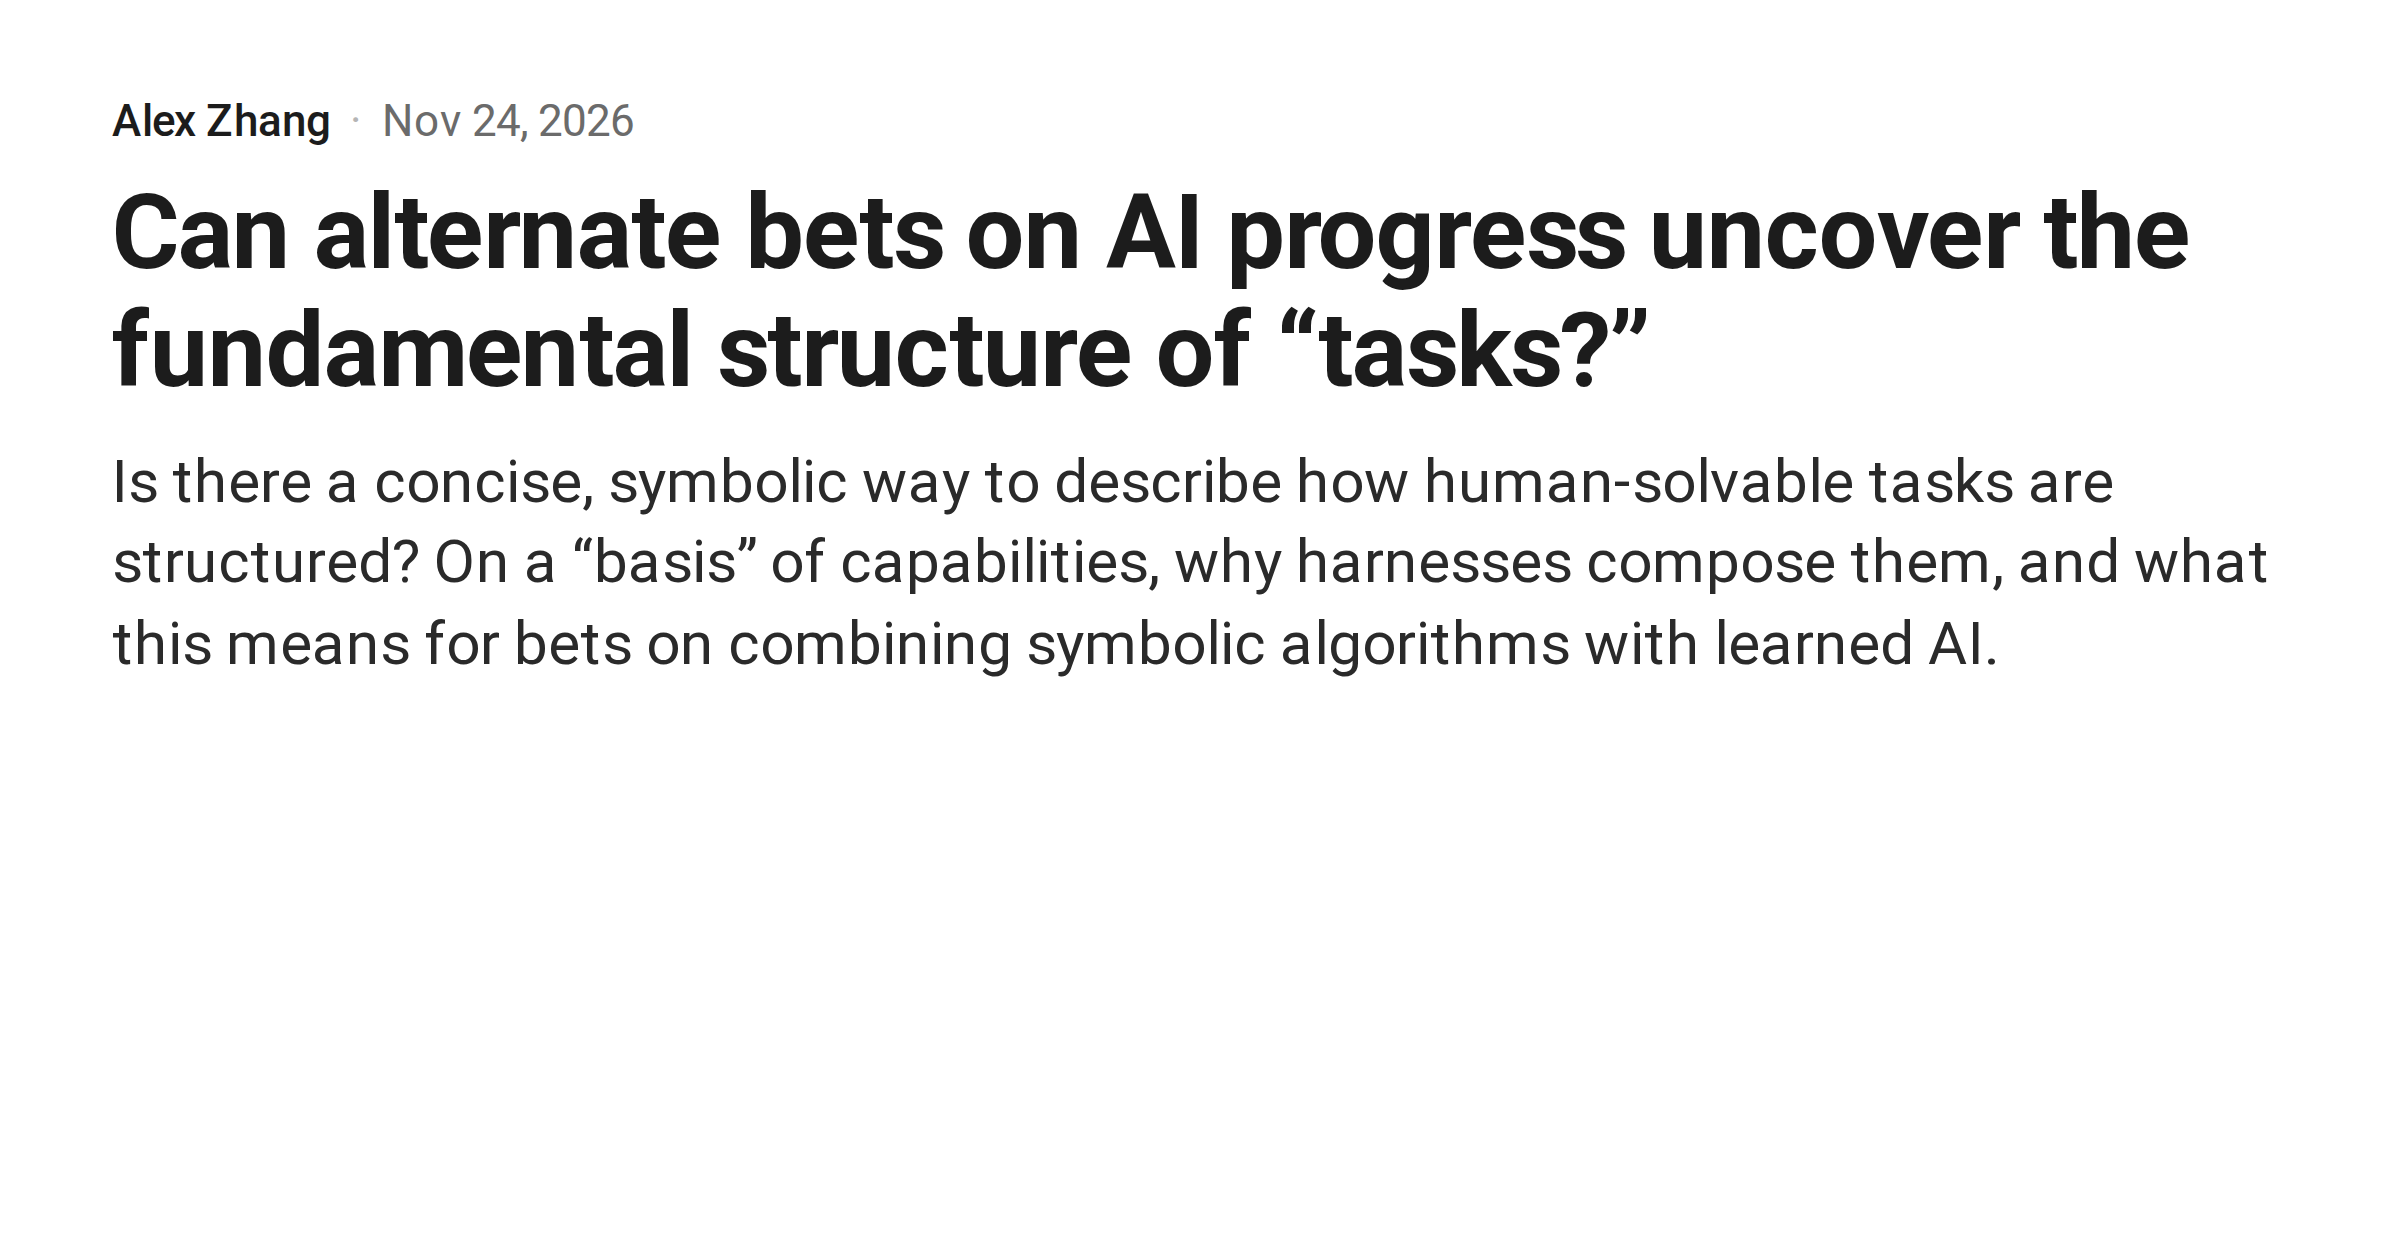 Alex Zhang · Nov 24, 2026
Can alternate bets on AI progress uncover the
fundamental structure of “tasks?”
Is there a concise, symbolic way to describe how human-solvable tasks are
structured? On a “basis” of capabilities, why harnesses compose them, and what
this means for bets on combining symbolic algorithms with learned AI.